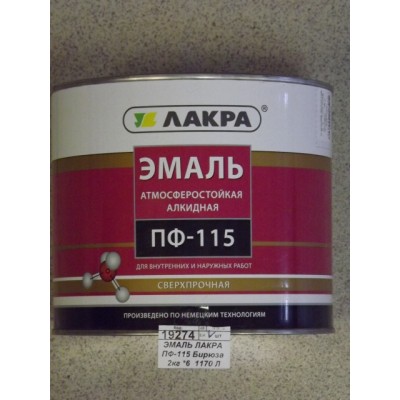 ЛАКРА®
ЭМАЛЬ
АТМОСФЕРОСТОЙКАЯ
АЛКИДНАЯ
ПФ-115
ДЛЯ ВНУТРЕННИХ И НАРУЖНЫХ РАБОТ
СВЕРХПРОЧНАЯ
ПРОИЗВЕДЕНО ПО НЕМЕЦКИМ ТЕХНОЛОГИЯМ
19274
ЭМАЛЬ ЛАКРА
ПФ-115 Бирюза
2кг *6 1170 Л